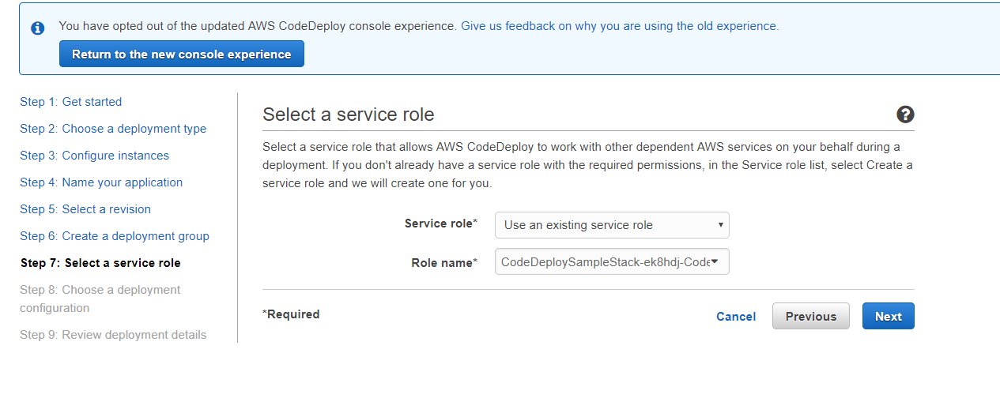 You have opted out of the updated AWS CodeDeploy console experience. Give us feedback on why you are using the old experience.
Return to the new console experience
Step 1: Get started
Step 2: Choose a deployment type
Step 3: Configure instances
Step 4: Name your application
Step 5: Select a revision
Step 6: Create a deployment group
Step 7: Select a service role
Step 8: Choose a deployment
configuration
Step 9: Review deployment details
Select a service role
Select a service role that allows AWS CodeDeploy to work with other dependent AWS services on your behalf during a
deployment. If you don't already have a service role with the required permissions, in the Service role list, select Create a
service role and we will create one for you.
Service role* Use an existing service role
Role name* CodeDeploySampleStack-ek8hdj-Code
*Required
Cancel Previous Next